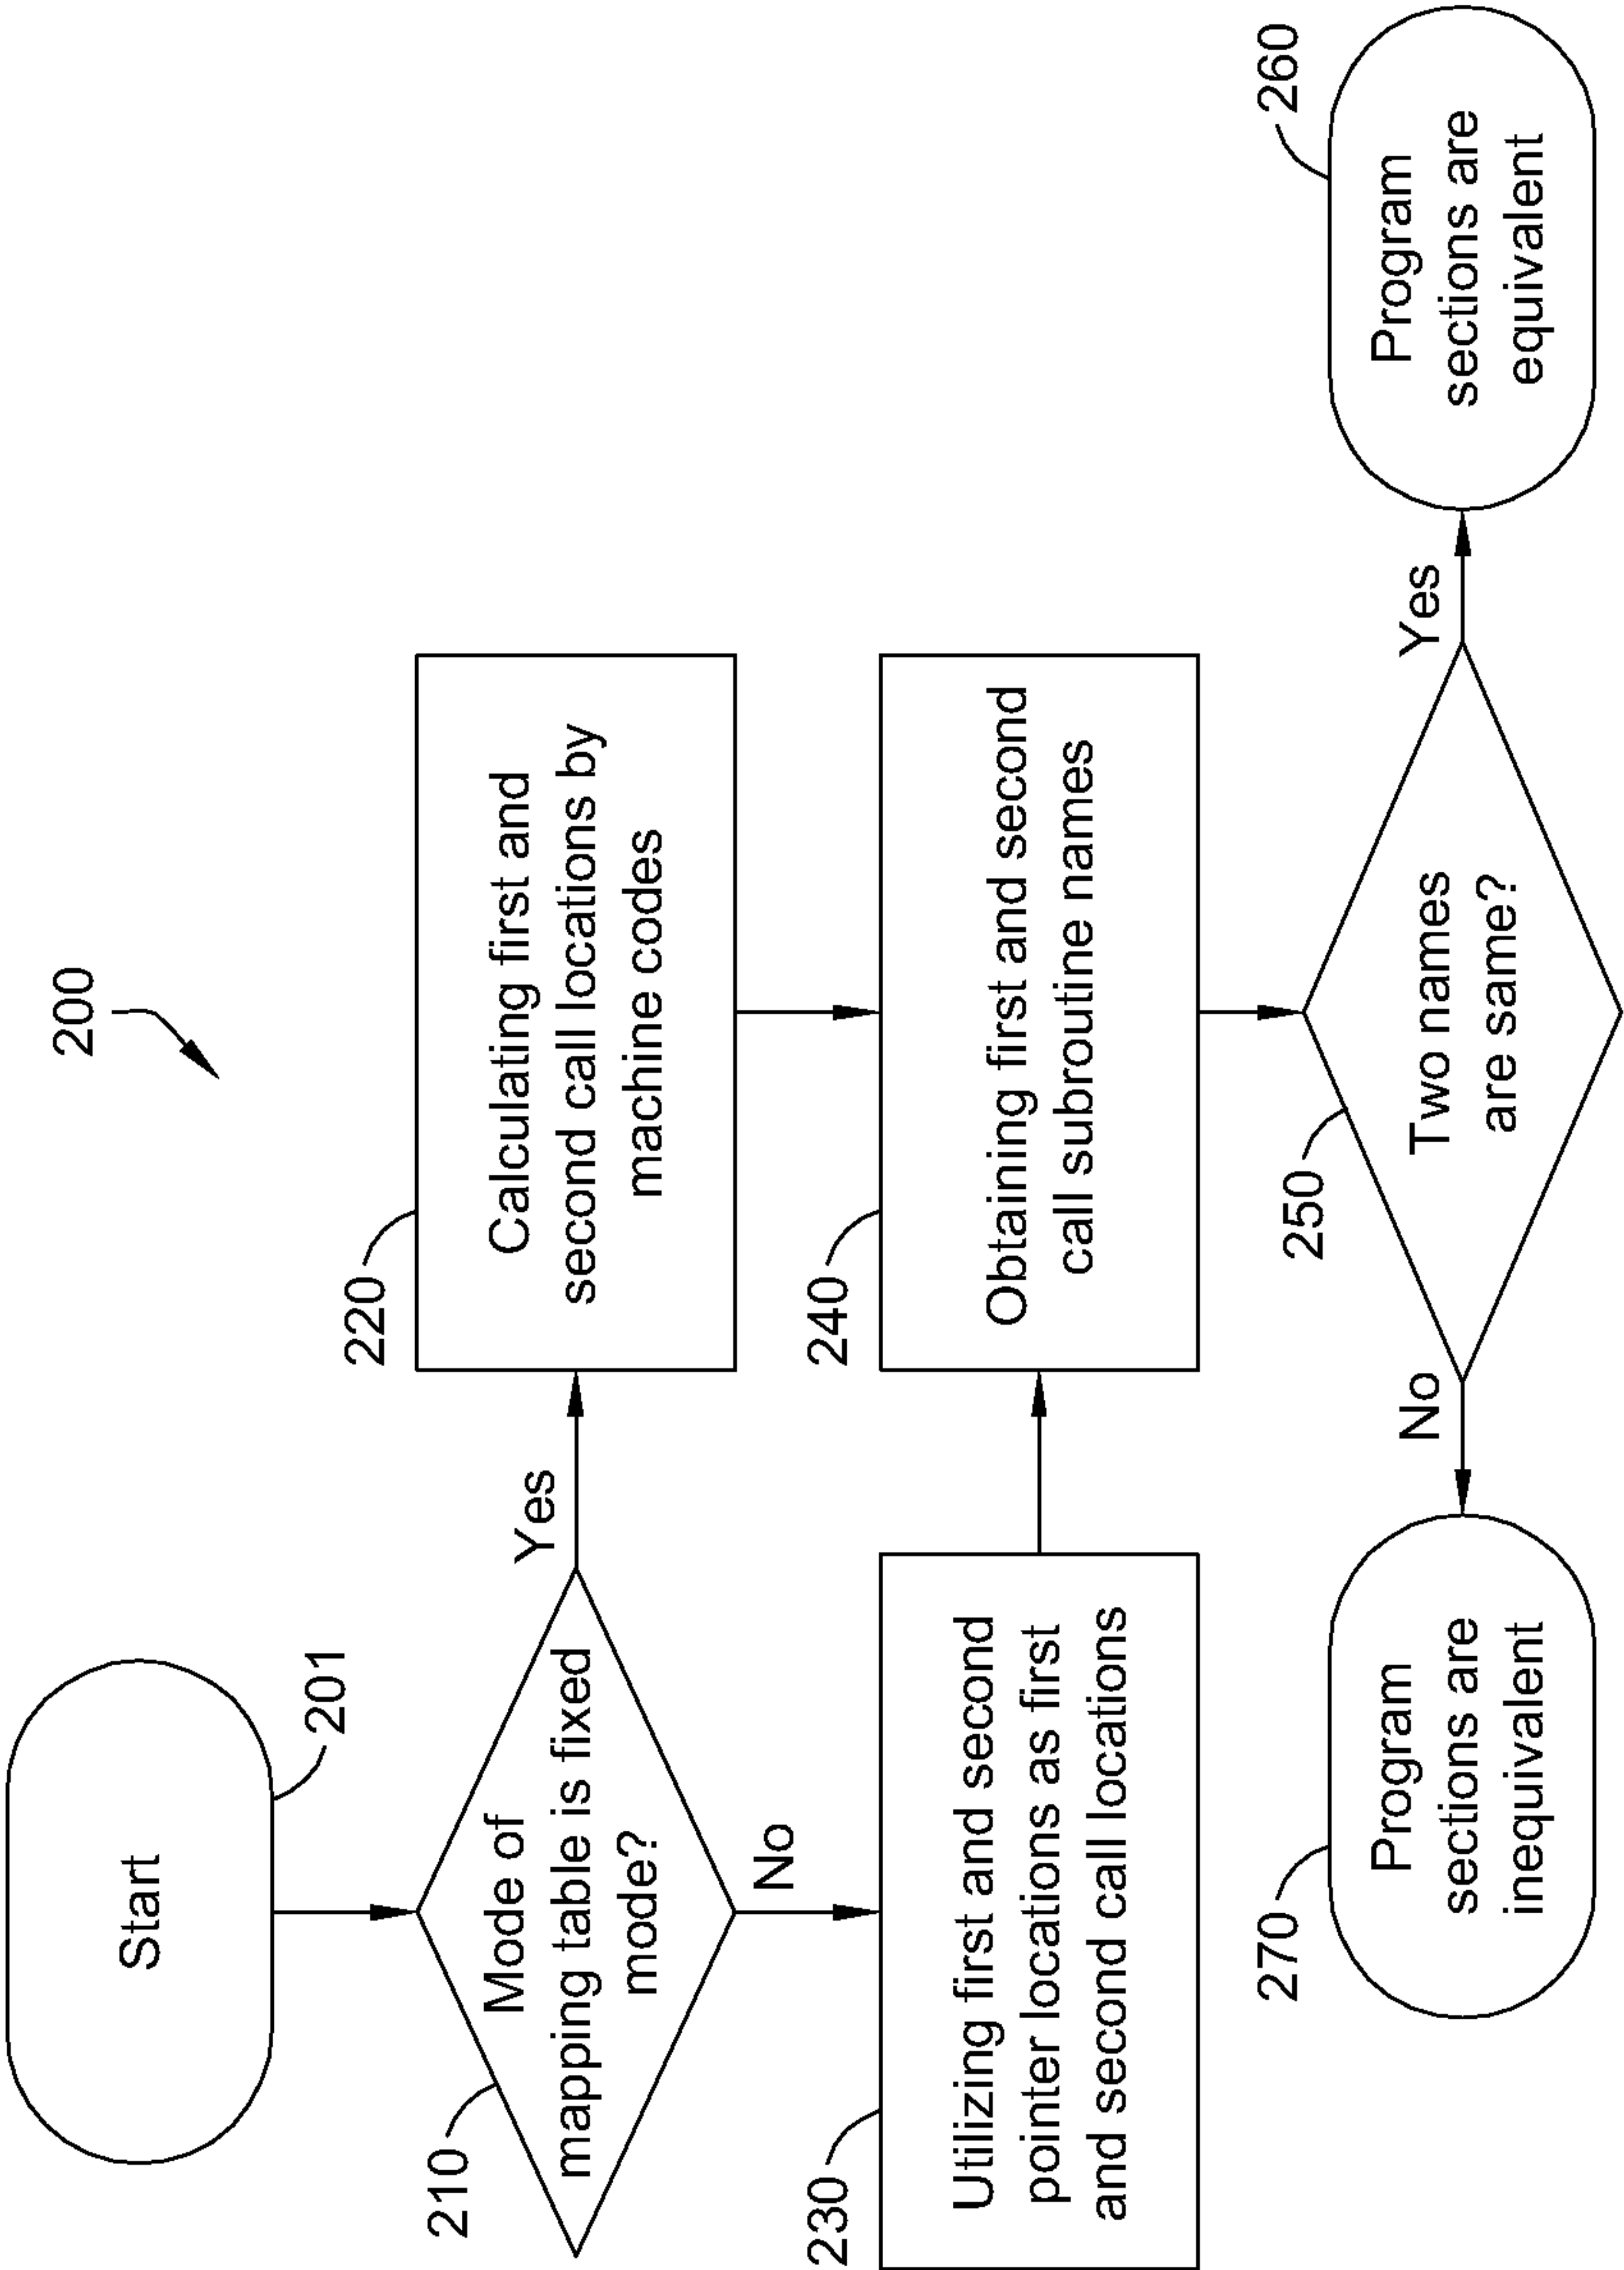 200
Start
201
210
Mode of
mapping table is fixed
mode?
Yes
No
220
Calculating first and
second call locations by
machine codes
230
Utilizing first and second
pointer locations as first
and second call locations
240
Obtaining first and second
call subroutine names
250
Two names
are same?
No
Yes
270
Program
sections are
inequivalent
260
Program
sections are
equivalent